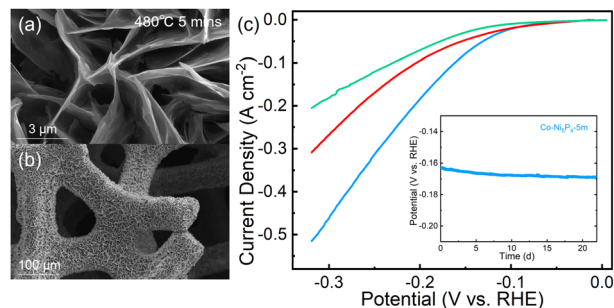 (a)
480℃ 5 mins
3 μm
(b)
100 μm
(c)
Current Density (A cm⁻²)
0.0
-0.1
-0.2
-0.3
-0.4
-0.5
-0.3
-0.2
-0.1
0.0
Potential (V vs. RHE)
Co-Ni₅P₄-5m
Potential (V vs. RHE)
-0.14
-0.16
-0.18
-0.20
0
5
10
15
20
Time (d)